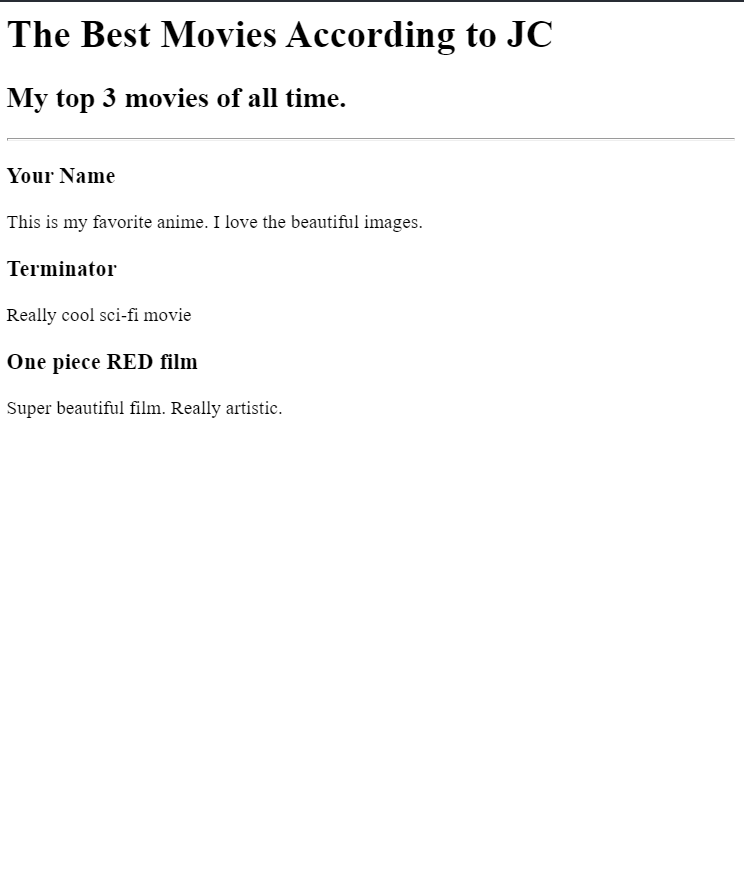 The Best Movies According to JC
My top 3 movies of all time.
Your Name
This is my favorite anime. I love the beautiful images.
Terminator
Really cool sci-fi movie
One piece RED film
Super beautiful film. Really artistic.